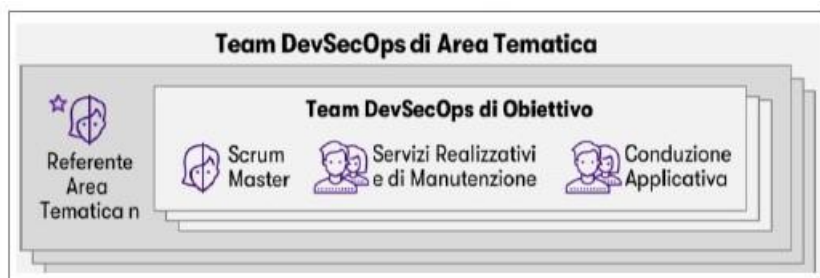 Team DevSecOps di Area Tematica
Team DevSecOps di Obiettivo
Referente
Area
Tematica n
Scrum
Master
Servizi Realizzativi
e di Manutenzione
Conduzione
Applicativa